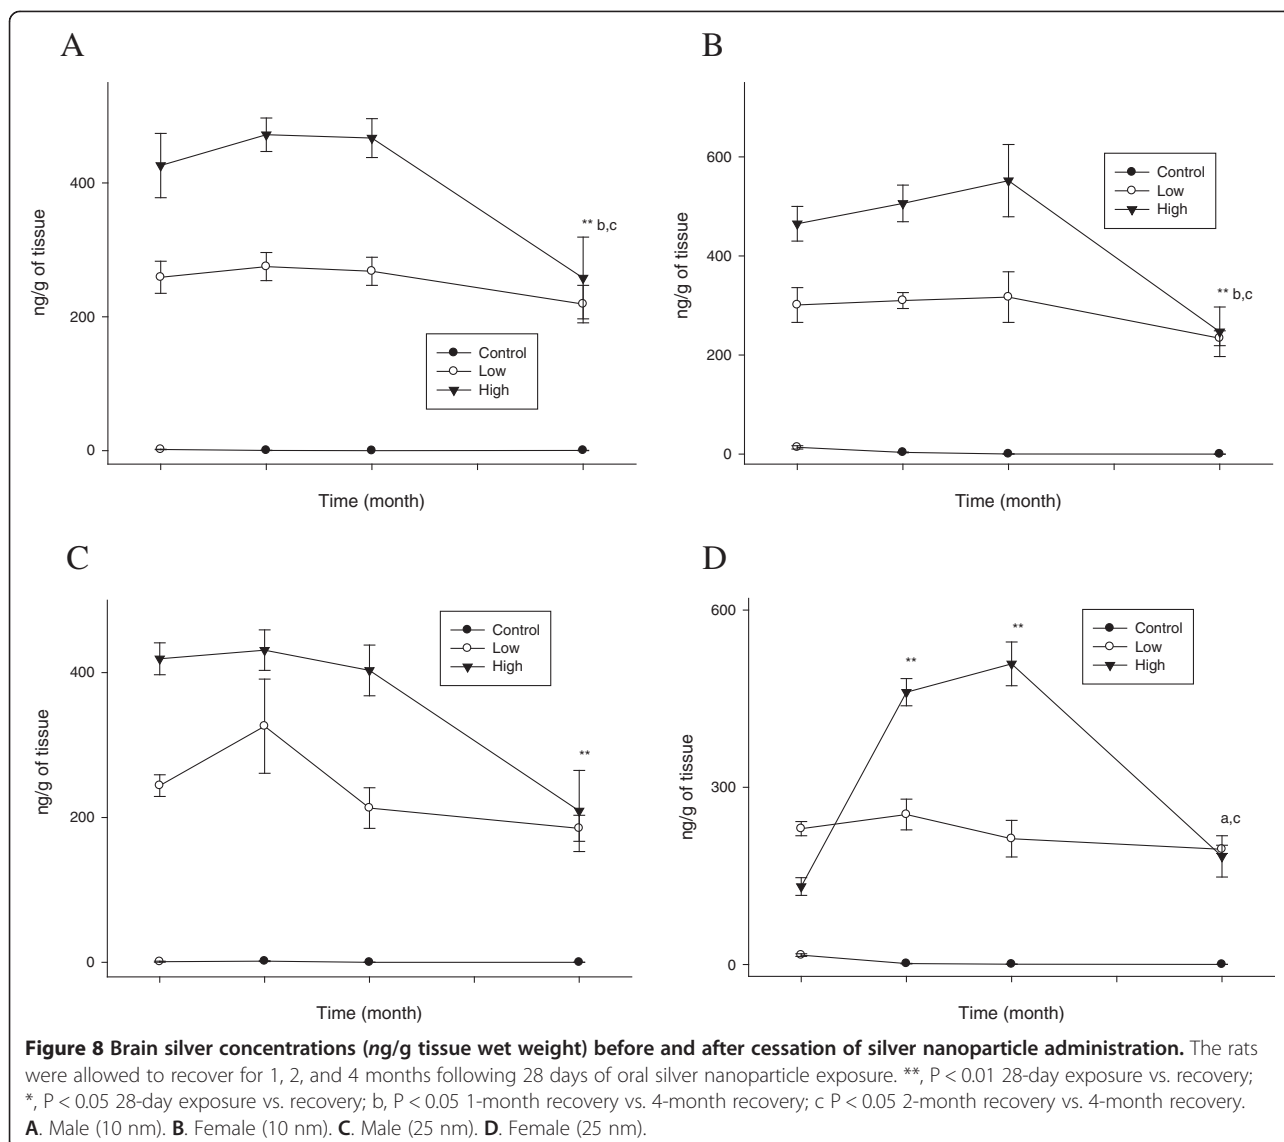 A
ng/g of tissue
400
200
0
** b,c
Control
Low
High
Time (month)
B
ng/g of tissue
600
400
200
0
Control
Low
High
** b,c
Time (month)
C
ng/g of tissue
400
200
0
Control
Low
High
**
Time (month)
D
ng/g of tissue
600
300
0
**
**
Control
Low
High
a,c
Time (month)
Figure 8 Brain silver concentrations (ng/g tissue wet weight) before and after cessation of silver nanoparticle administration. The rats
were allowed to recover for 1, 2, and 4 months following 28 days of oral silver nanoparticle exposure. **, P < 0.01 28-day exposure vs. recovery;
*, P < 0.05 28-day exposure vs. recovery; b, P < 0.05 1-month recovery vs. 4-month recovery; c P < 0.05 2-month recovery vs. 4-month recovery.
A. Male (10 nm). B. Female (10 nm). C. Male (25 nm). D. Female (25 nm).